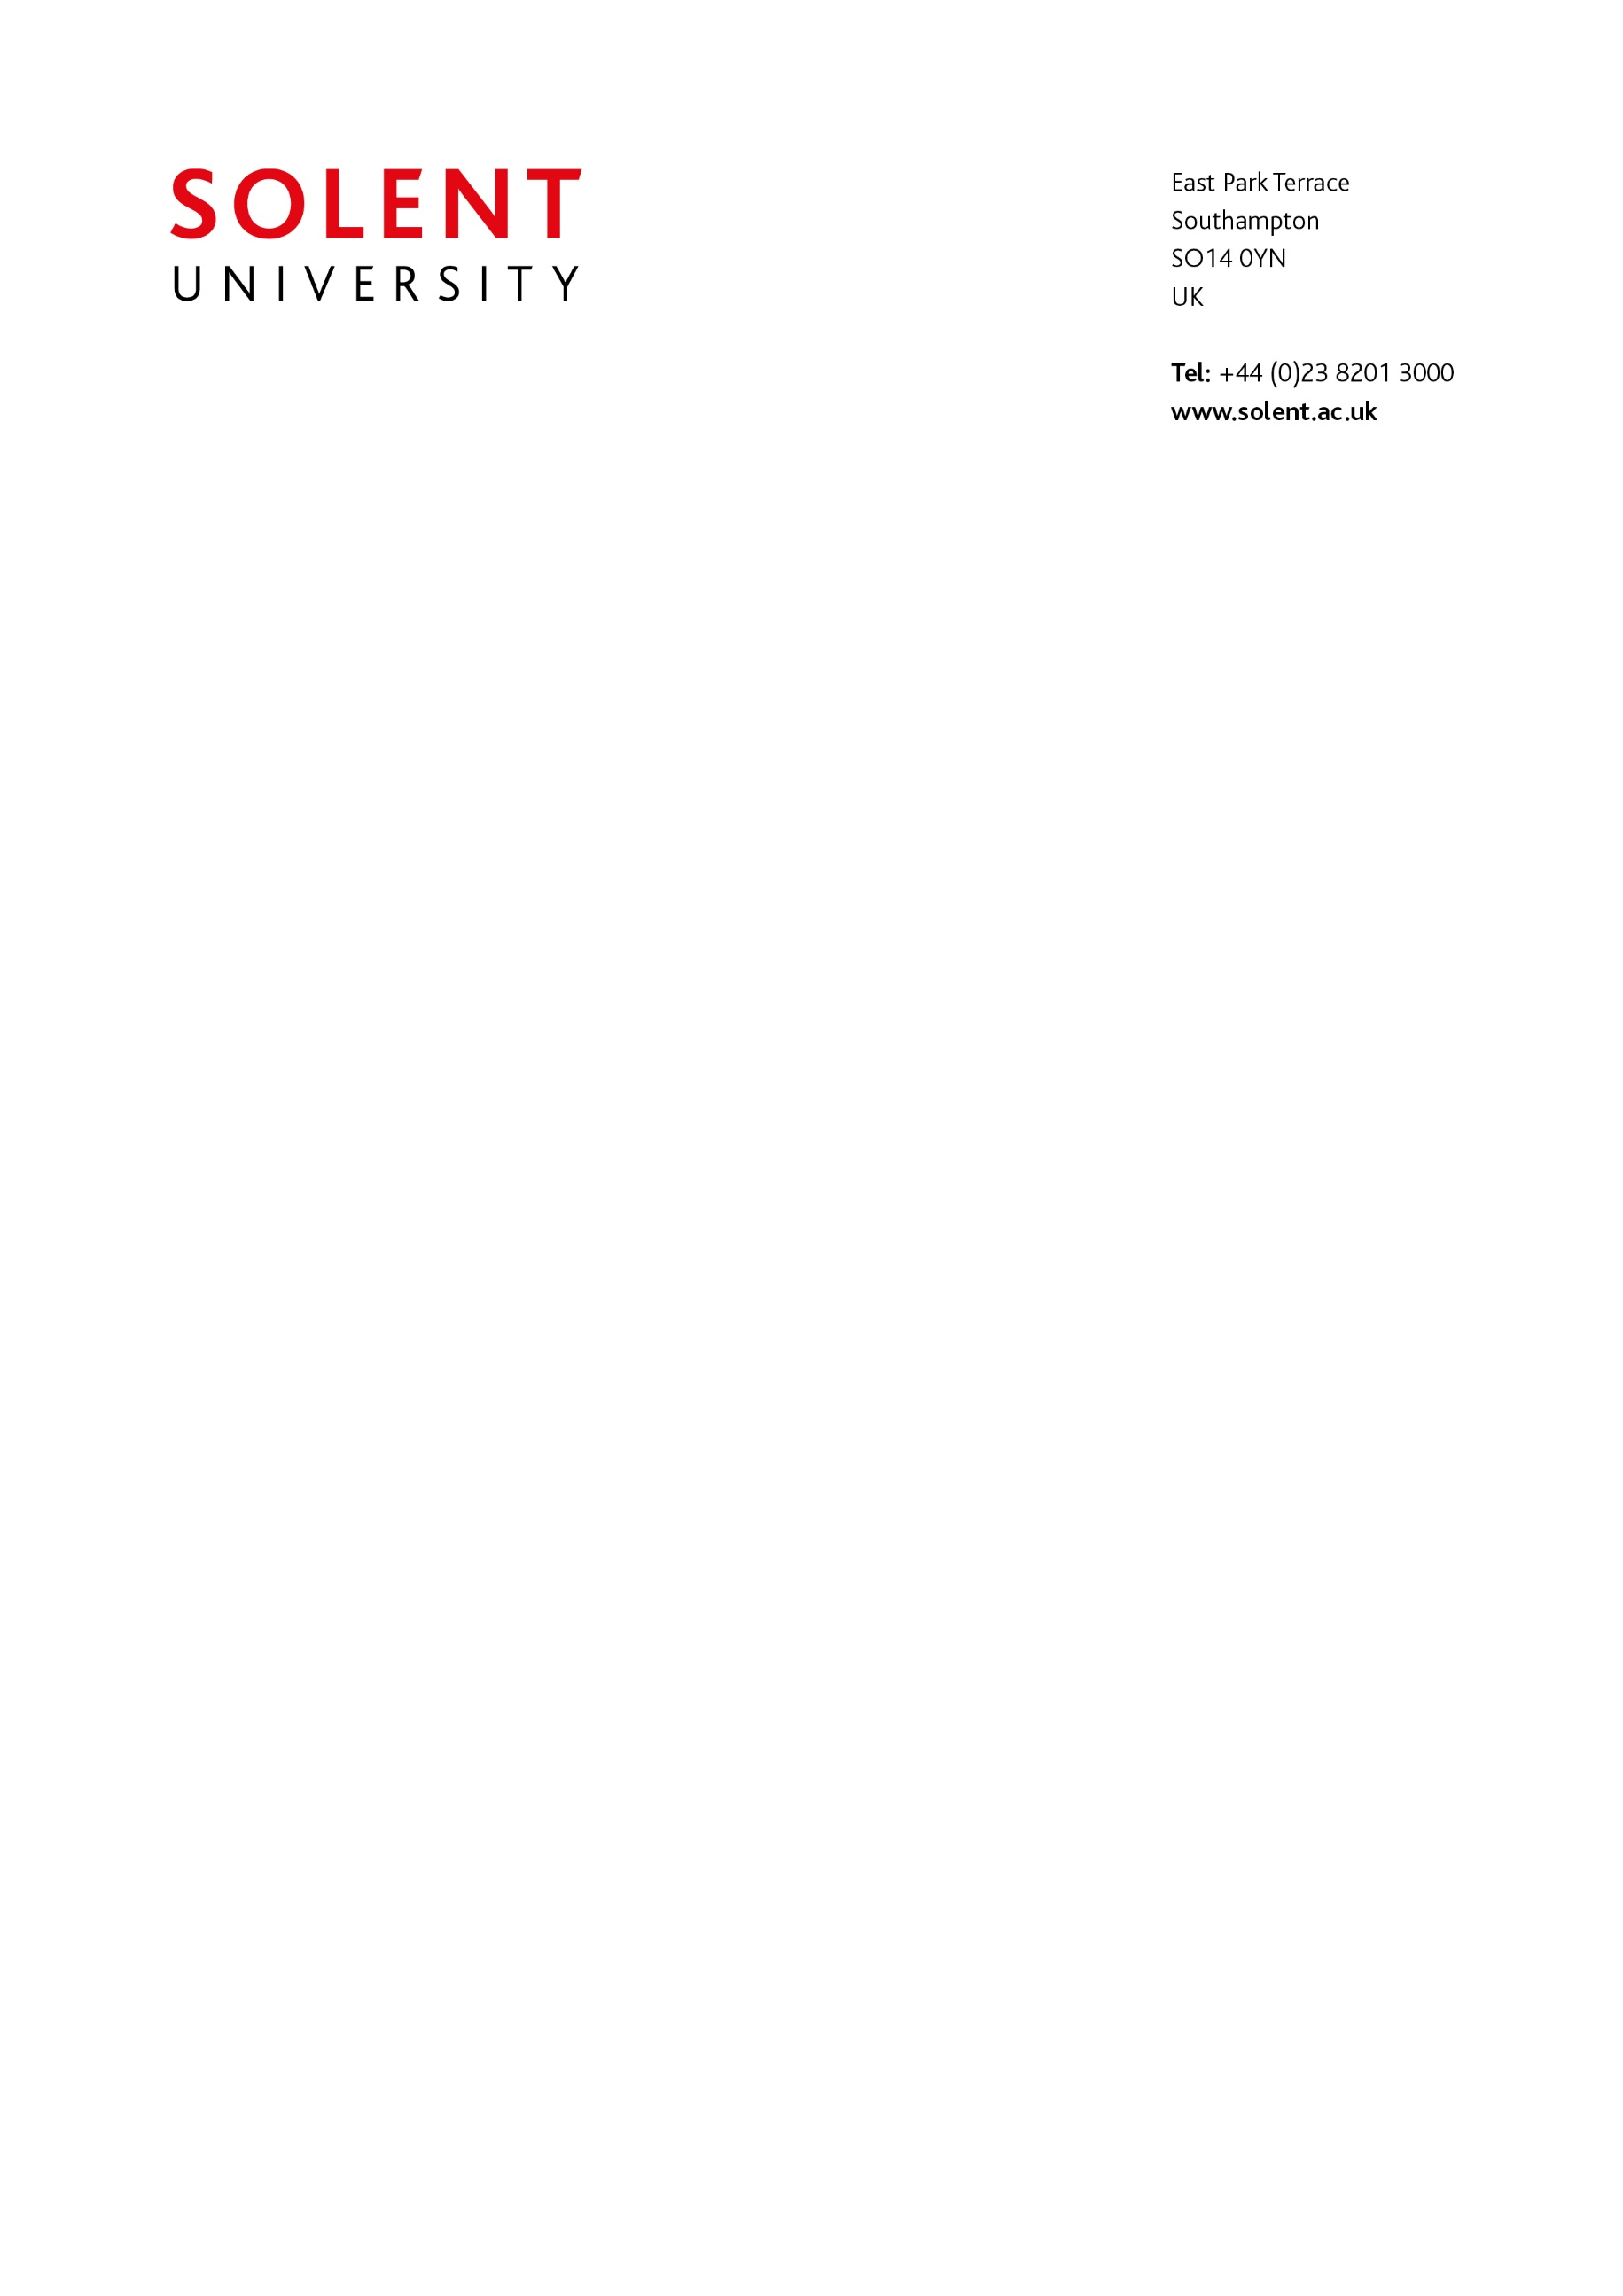 SOLENT
UNIVERSITY
East Park Terrace
Southampton
SO14 0YN
UK
Tel: +44 (0)23 8201 3000
www.solent.ac.uk